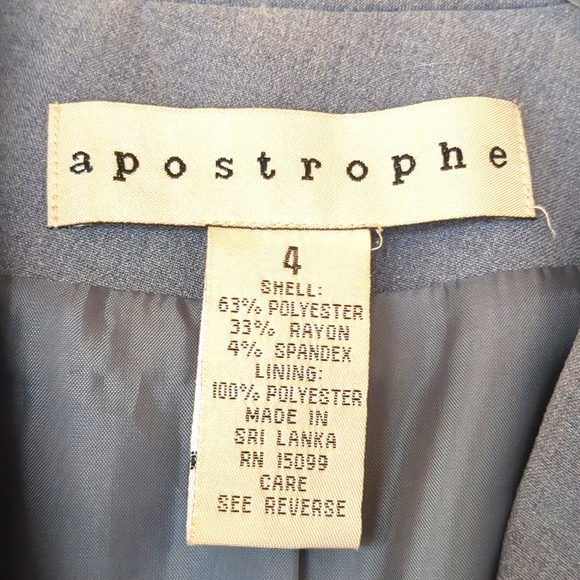 apostrophe
4
SHELL:
63% POLYESTER
33% RAYON
4% SPANDEX
LINING:
100% POLYESTER
MADE IN
SRI LANKA
RN 15099
CARE
SEE REVERSE